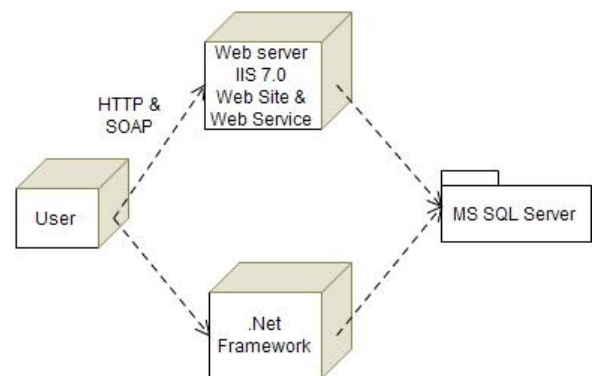 Web server
IIS 7.0
Web Site &
Web Service
HTTP &
SOAP
User
MS SQL Server
.Net
Framework